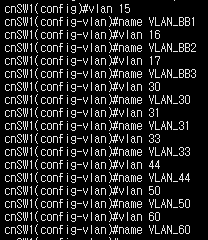 cnSW1(config)#vlan 15
cnSW1(config-vlan)#name VLAN_BB1
cnSW1(config-vlan)#vlan 16
cnSW1(config-vlan)#name VLAN_BB2
cnSW1(config-vlan)#vlan 17
cnSW1(config-vlan)#name VLAN_BB3
cnSW1(config-vlan)#vlan 30
cnSW1(config-vlan)#name VLAN_30
cnSW1(config-vlan)#vlan 31
cnSW1(config-vlan)#name VLAN_31
cnSW1(config-vlan)#vlan 33
cnSW1(config-vlan)#name VLAN_33
cnSW1(config-vlan)#vlan 44
cnSW1(config-vlan)#name VLAN_44
cnSW1(config-vlan)#vlan 50
cnSW1(config-vlan)#name VLAN_50
cnSW1(config-vlan)#vlan 60
cnSW1(config-vlan)#name VLAN_60